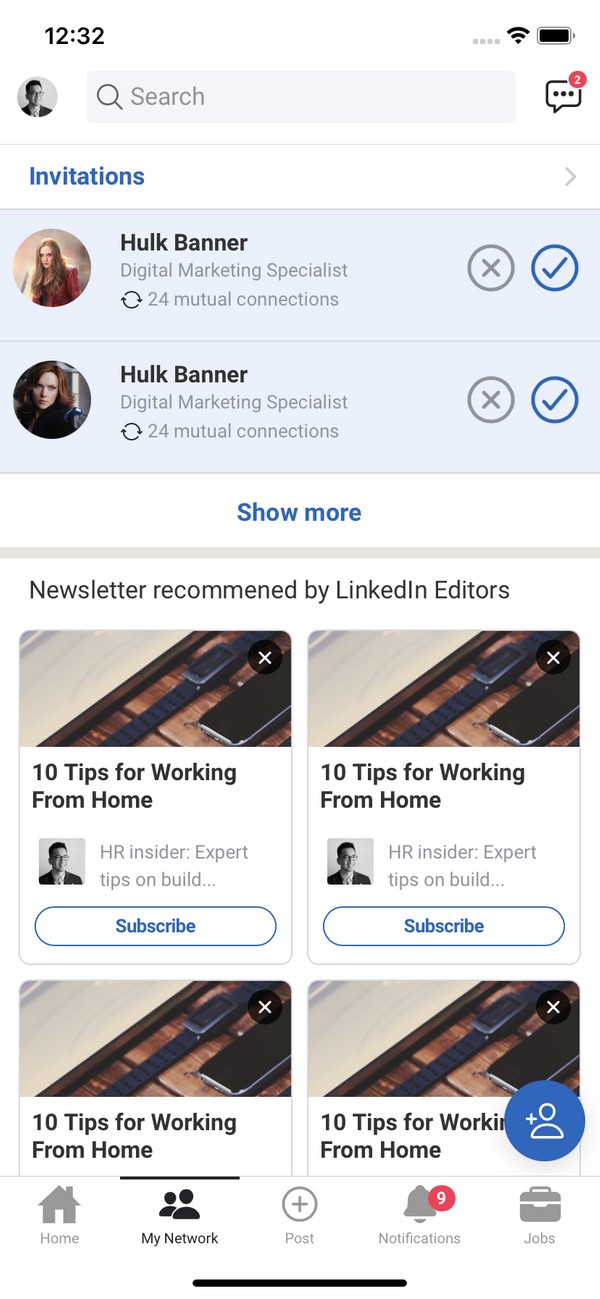 12:32
Search
2
Invitations
Hulk Banner
Digital Marketing Specialist
24 mutual connections
Hulk Banner
Digital Marketing Specialist
24 mutual connections
Show more
Newsletter recommened by LinkedIn Editors
10 Tips for Working
From Home
HR insider: Expert
tips on build...
Subscribe
10 Tips for Working
From Home
HR insider: Expert
tips on build...
Subscribe
10 Tips for Working
From Home
10 Tips for Workin
From Home
Home
My Network
Post
9
Notifications
Jobs